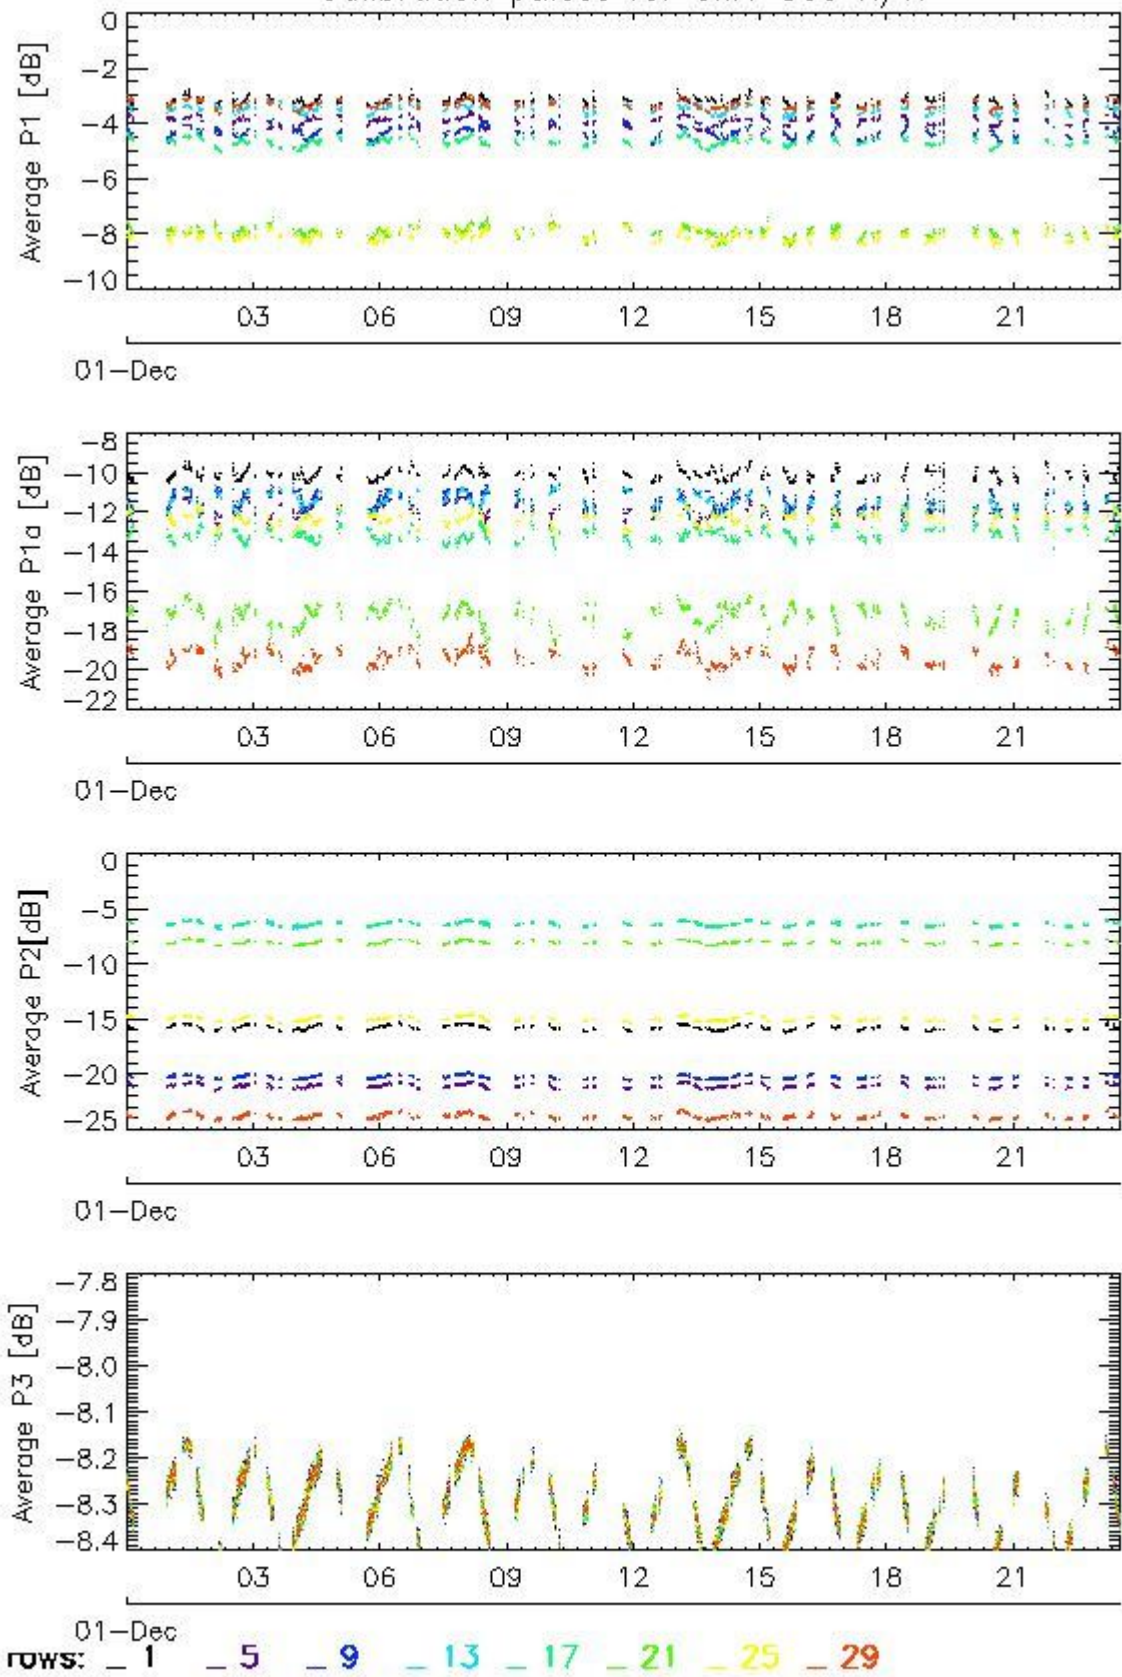 0
−2
−4
−6
−8
−10
Average P1 [dB]
03 06 09 12 15 18 21
01−Dec
−8
−10
−12
−14
−16
−18
−20
−22
Average P1a [dB]
03 06 09 12 15 18 21
01−Dec
0
−5
−10
−15
−20
−25
Average P2[dB]
03 06 09 12 15 18 21
01−Dec
−7.8
−7.9
−8.0
−8.1
−8.2
−8.3
−8.4
Average P3 [dB]
03 06 09 12 15 18 21
01−Dec
rows: _ 1 _ 5 _ 9 _ 13 _ 17 _ 21 _ 25 _ 29